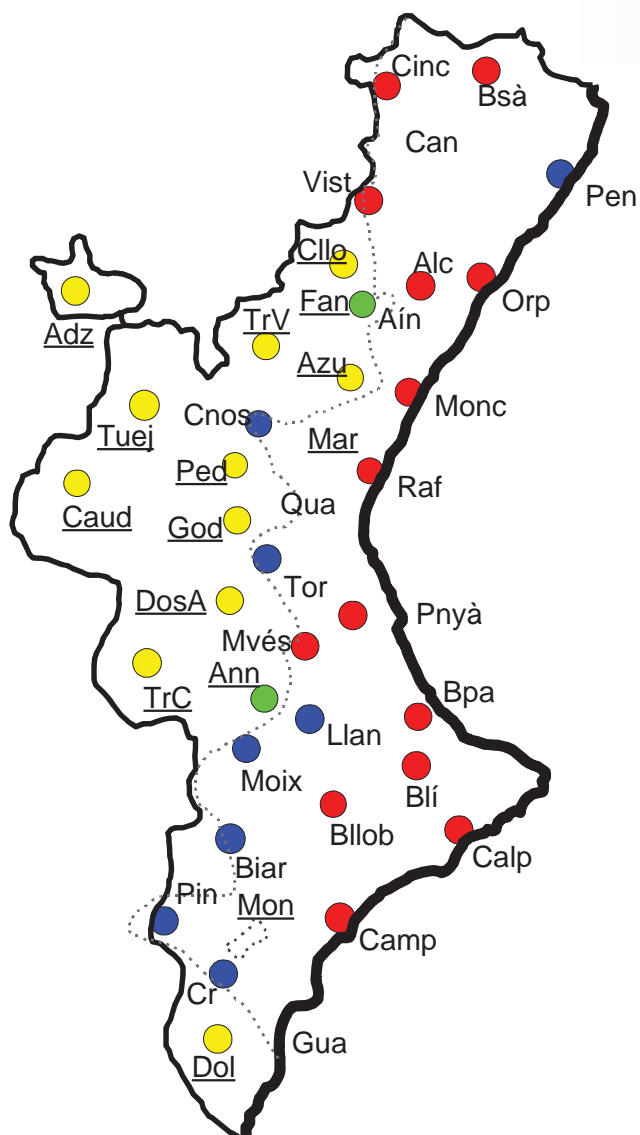 Cinc
Bsà
Can
Vist
Pen
Cllo
Alc
Fan
Aín
Orp
Adz
TrV
Azu
Monc
Tuej
Cnos
Mar
Ped
Raf
Caud
Qua
God
Tor
DosA
Pnyà
Mvés
Ann
TrC
Bpa
Llan
Moix
Blí
Bllob
Calp
Biar
Pin
Mon
Camp
Cr
Gua
Dol